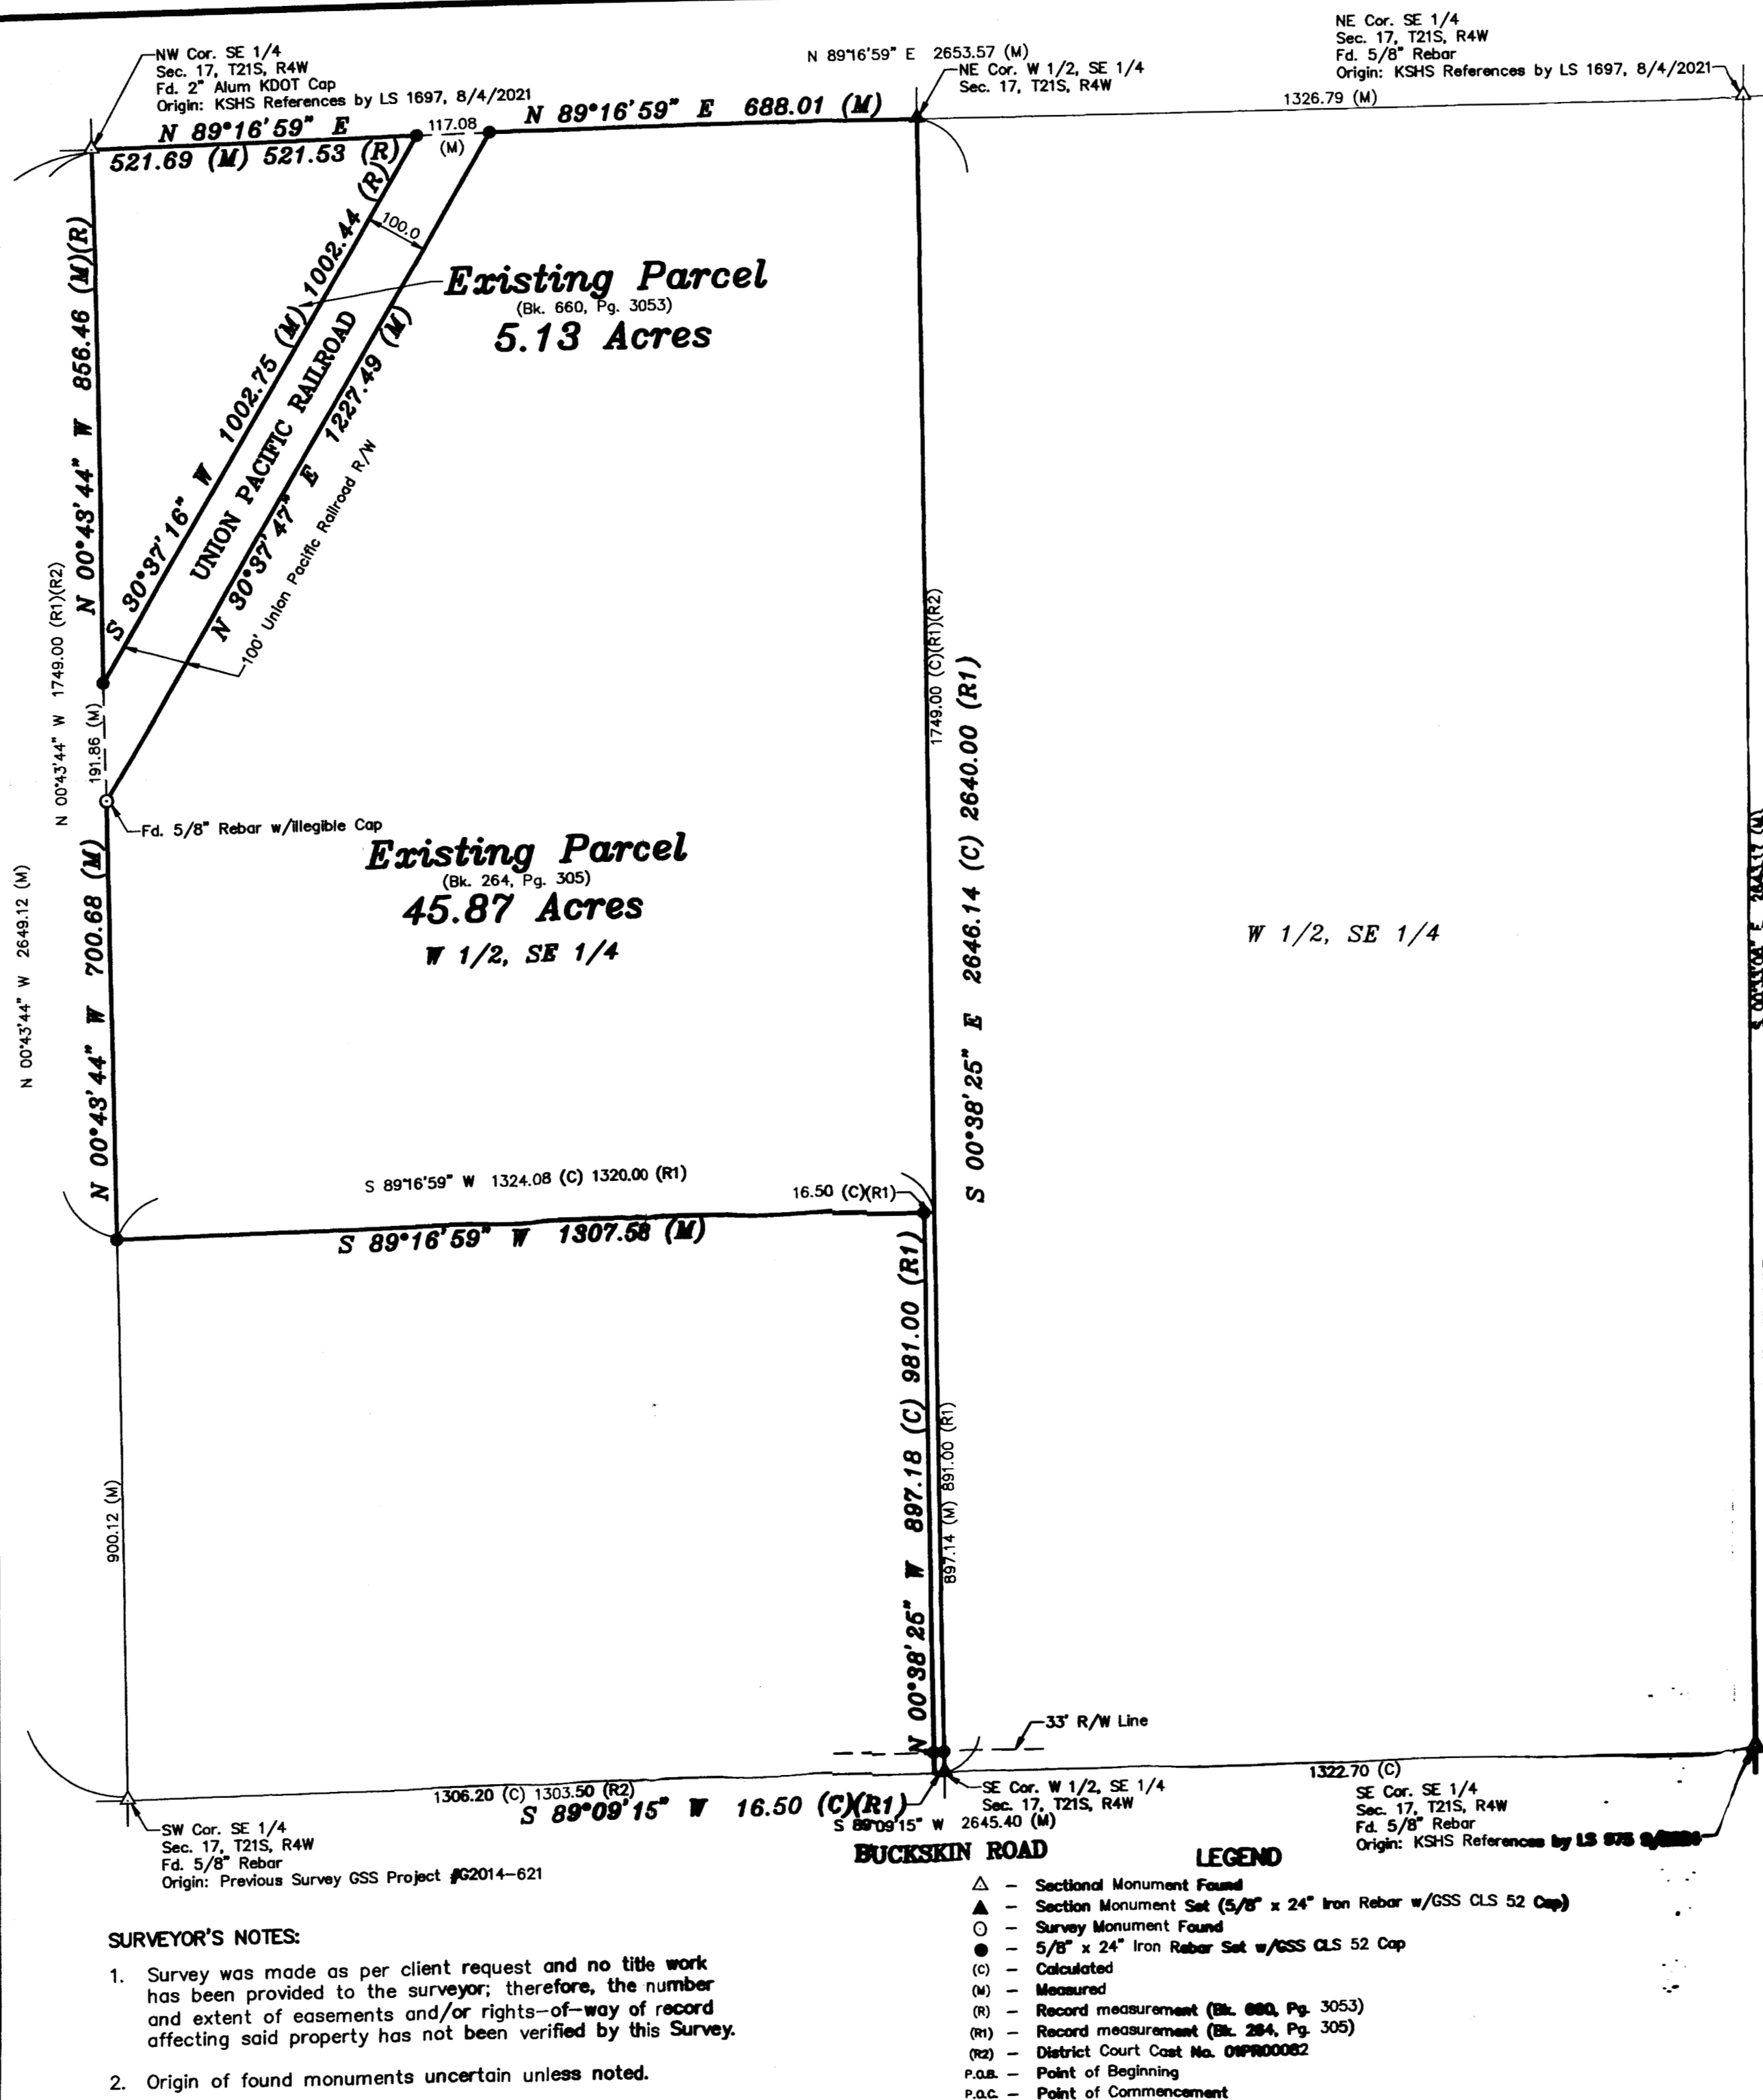 NW Cor. SE 1/4
Sec. 17, T21S, R4W
Fd. 2" Alum KDOT Cap
Origin: KSHS References by LS 1697, 8/4/2021
N 89°16'59" E 2653.57 (M)
NE Cor. W 1/2, SE 1/4
Sec. 17, T21S, R4W
NE Cor. SE 1/4
Sec. 17, T21S, R4W
Fd. 5/8" Rebar
Origin: KSHS References by LS 1697, 8/4/2021
1326.79 (M)
N 89°16'59" E
521.69 (M) 521.53 (R)
117.08
(M)
N 89°16'59" E 688.01 (M)
N 00°43'44" W 856.46 (M)(R)
S 30°37'16" W 1002.75 (M) 1002.44 (R)
100.0
UNION PACIFIC RAILROAD
N 30°37'47" E 1227.49 (M)
100' Union Pacific Railroad R/W
Existing Parcel
(Bk. 660, Pg. 3053)
5.13 Acres
N 00°43'44" W 1749.00 (R1)(R2)
191.86 (M)
Fd. 5/8" Rebar w/illegible Cap
1749.00 (C)(R1)(R2)
S 00°38'25" E 2646.14 (C) 2640.00 (R1)
Existing Parcel
(Bk. 264, Pg. 305)
45.87 Acres
W 1/2, SE 1/4
W 1/2, SE 1/4
N 00°43'44" W 2649.12 (M)
N 00°43'44" W 700.68 (M)
S 89°16'59" W 1324.08 (C) 1320.00 (R1)
16.50 (C)(R1)
S 89°16'59" W 1307.58 (M)
N 00°38'25" W 897.18 (C) 981.00 (R1)
897.14 (M) 891.00 (R1)
900.12 (M)
33' R/W Line
1306.20 (C) 1303.50 (R2)
S 89°09'15" W 16.50 (C)(R1)
S 89°09'15" W 2645.40 (M)
SE Cor. W 1/2, SE 1/4
Sec. 17, T21S, R4W
1322.70 (C)
SE Cor. SE 1/4
Sec. 17, T21S, R4W
Fd. 5/8" Rebar
Origin: KSHS References by LS
SW Cor. SE 1/4
Sec. 17, T21S, R4W
Fd. 5/8" Rebar
Origin: Previous Survey GSS Project #G2014-621
BUCKSKIN ROAD
LEGEND
△ – Sectional Monument Found
▲ – Section Monument Set (5/8" x 24" Iron Rebar w/GSS CLS 52 Cap)
⊙ – Survey Monument Found
● – 5/8" x 24" Iron Rebar Set w/GSS CLS 52 Cap
(C) – Calculated
(M) – Measured
(R) – Record measurement (Bk. 660, Pg. 3053)
(R1) – Record measurement (Bk. 264, Pg. 305)
(R2) – District Court Cast No.
P.O.B. – Point of Beginning
P.O.C. – Point of Commencement
SURVEYOR'S NOTES:
1. Survey was made as per client request and no title work
has been provided to the surveyor; therefore, the number
and extent of easements and/or rights-of-way of record
affecting said property has not been verified by this Survey.
2. Origin of found monuments uncertain unless noted.